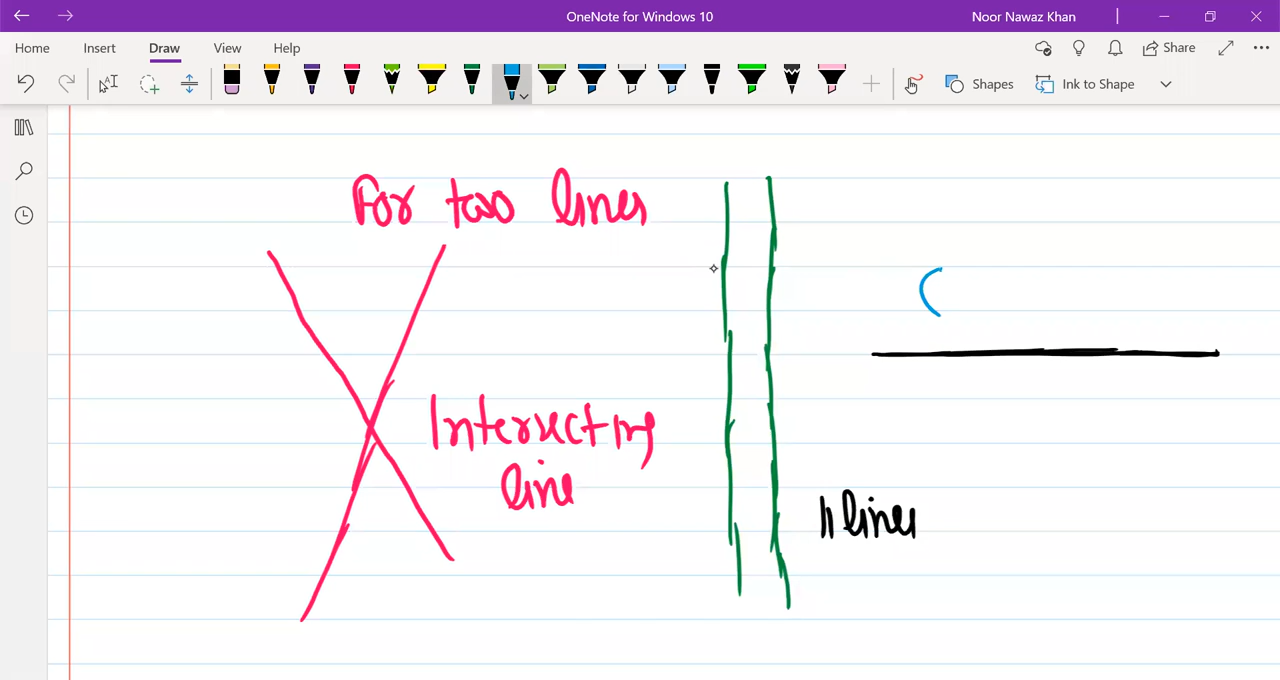 OneNote for Windows 10
Noor Nawaz Khan
Home Insert Draw View Help
Share
Shapes
Ink to Shape
For two lines
Intersecting
line
|| lines
(